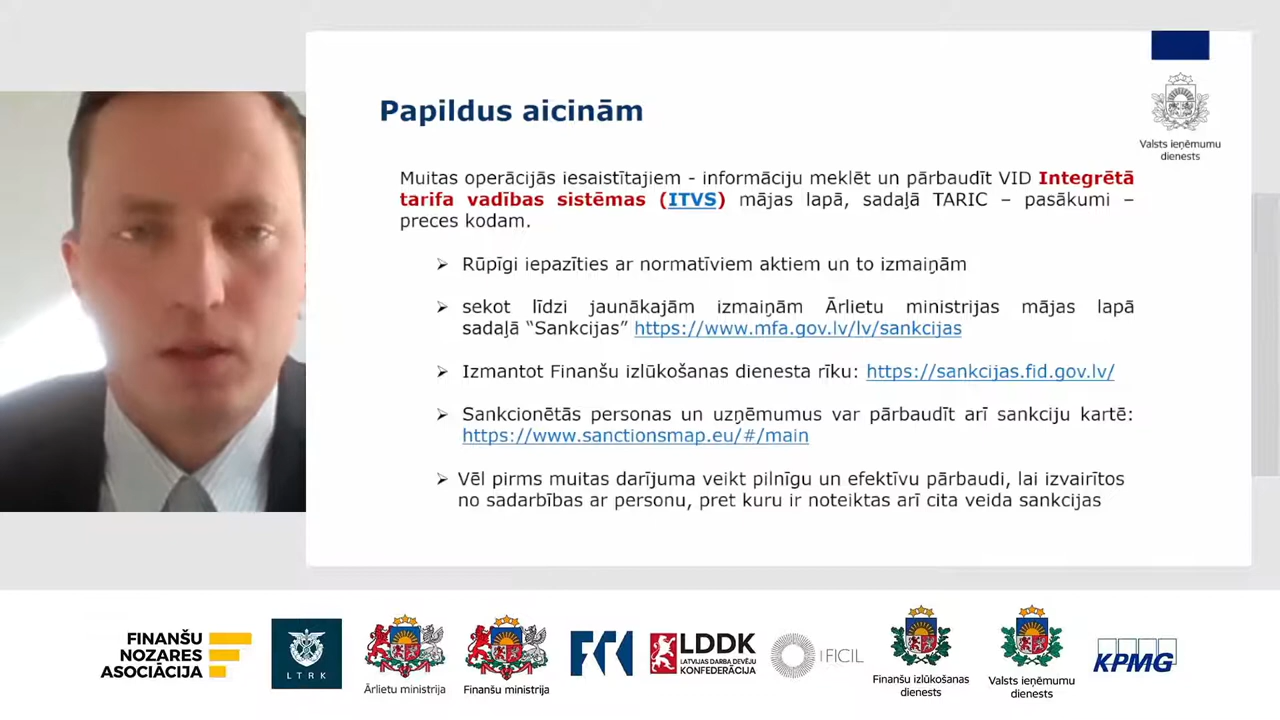 Papildus aicinām
Valsts ieņēmumu
dienests
Muitas operācijās iesaistītajiem - informāciju meklēt un pārbaudīt VID Integrētā
tarifa vadības sistēmas (ITVS) mājas lapā, sadaļā TARIC – pasākumi –
preces kodam.
Rūpīgi iepazīties ar normatīviem aktiem un to izmaiņām
sekot līdzi jaunākajām izmaiņām Ārlietu ministrijas mājas lapā
sadaļā “Sankcijas” https://www.mfa.gov.lv/lv/sankcijas
Izmantot Finanšu izlūkošanas dienesta rīku: https://sankcijas.fid.gov.lv/
Sankcionētās personas un uzņēmumus var pārbaudīt arī sankciju kartē:
https://www.sanctionsmap.eu/#/main
Vēl pirms muitas darījuma veikt pilnīgu un efektīvu pārbaudi, lai izvairītos
no sadarbības ar personu, pret kuru ir noteiktas arī cita veida sankcijas
FINANŠU
NOZARES
ASOCIĀCIJA
LTRK
Ārlietu ministrija
Finanšu ministrija
LDDK
LATVIJAS DARBA DEVĒJU
KONFEDERĀCIJA
FICIL
Finanšu izlūkošanas
dienests
Valsts ieņēmumu
dienests
KPMG